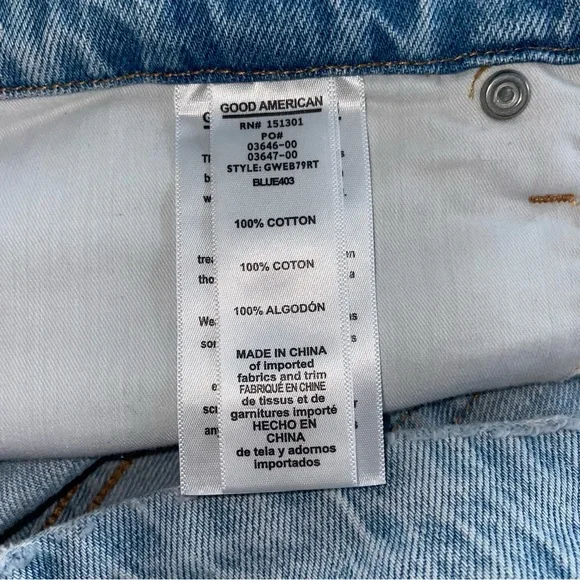 GOOD AMERICAN
RN# 151301
PO#
03646-00
03647-00
STYLE: GWEB79RT
BLUE403
100% COTTON
100% COTON
100% ALGODÓN
MADE IN CHINA
of imported
fabrics and trim
FABRIQUÉ EN CHINE
de tissus et de
garnitures importé
HECHO EN
CHINA
de tela y adornos
importados